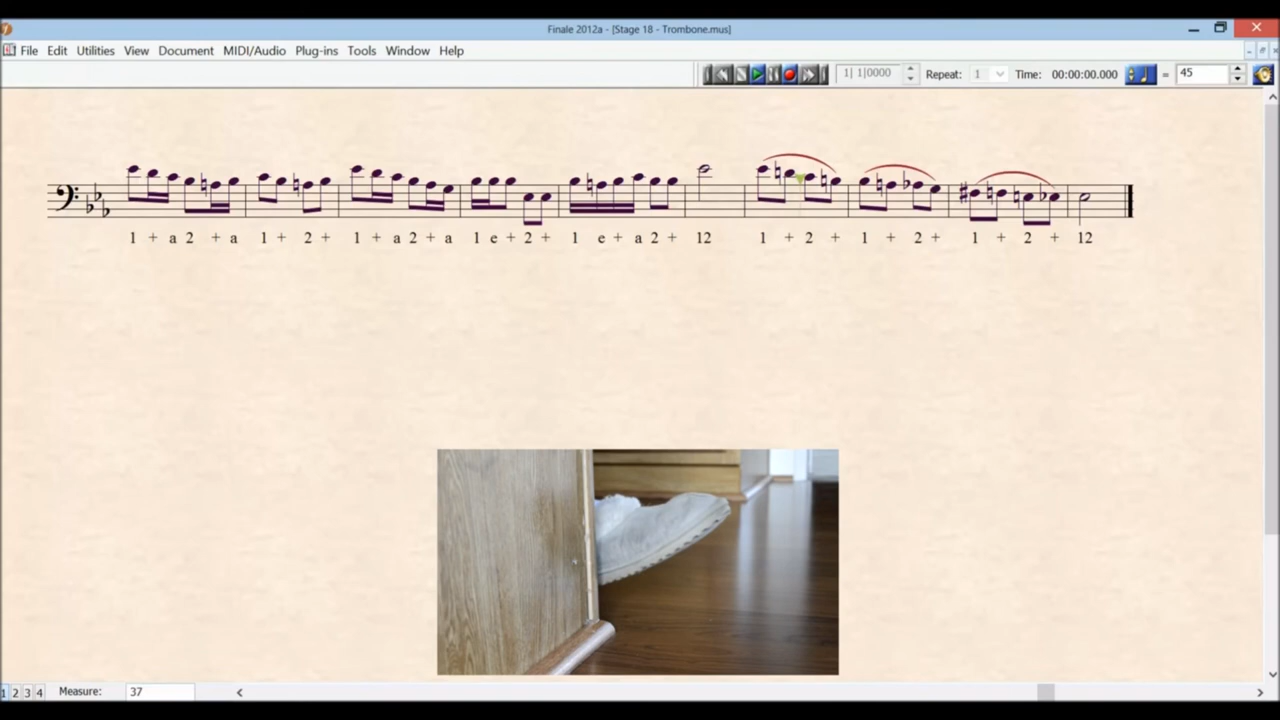 Finale 2012a - [Stage 18 - Trombone.mus]
File Edit Utilities View Document MIDI/Audio Plug-ins Tools Window Help
1| 1|0000 Repeat: 1 Time: 00:00:00.000 = 45
1 + a 2 + a 1 + 2 + 1 + a 2 + a 1 e + 2 + 1 e + a 2 + 12 1 + 2 + 1 + 2 + 1 + 2 + 12
1 2 3 4 Measure: 37